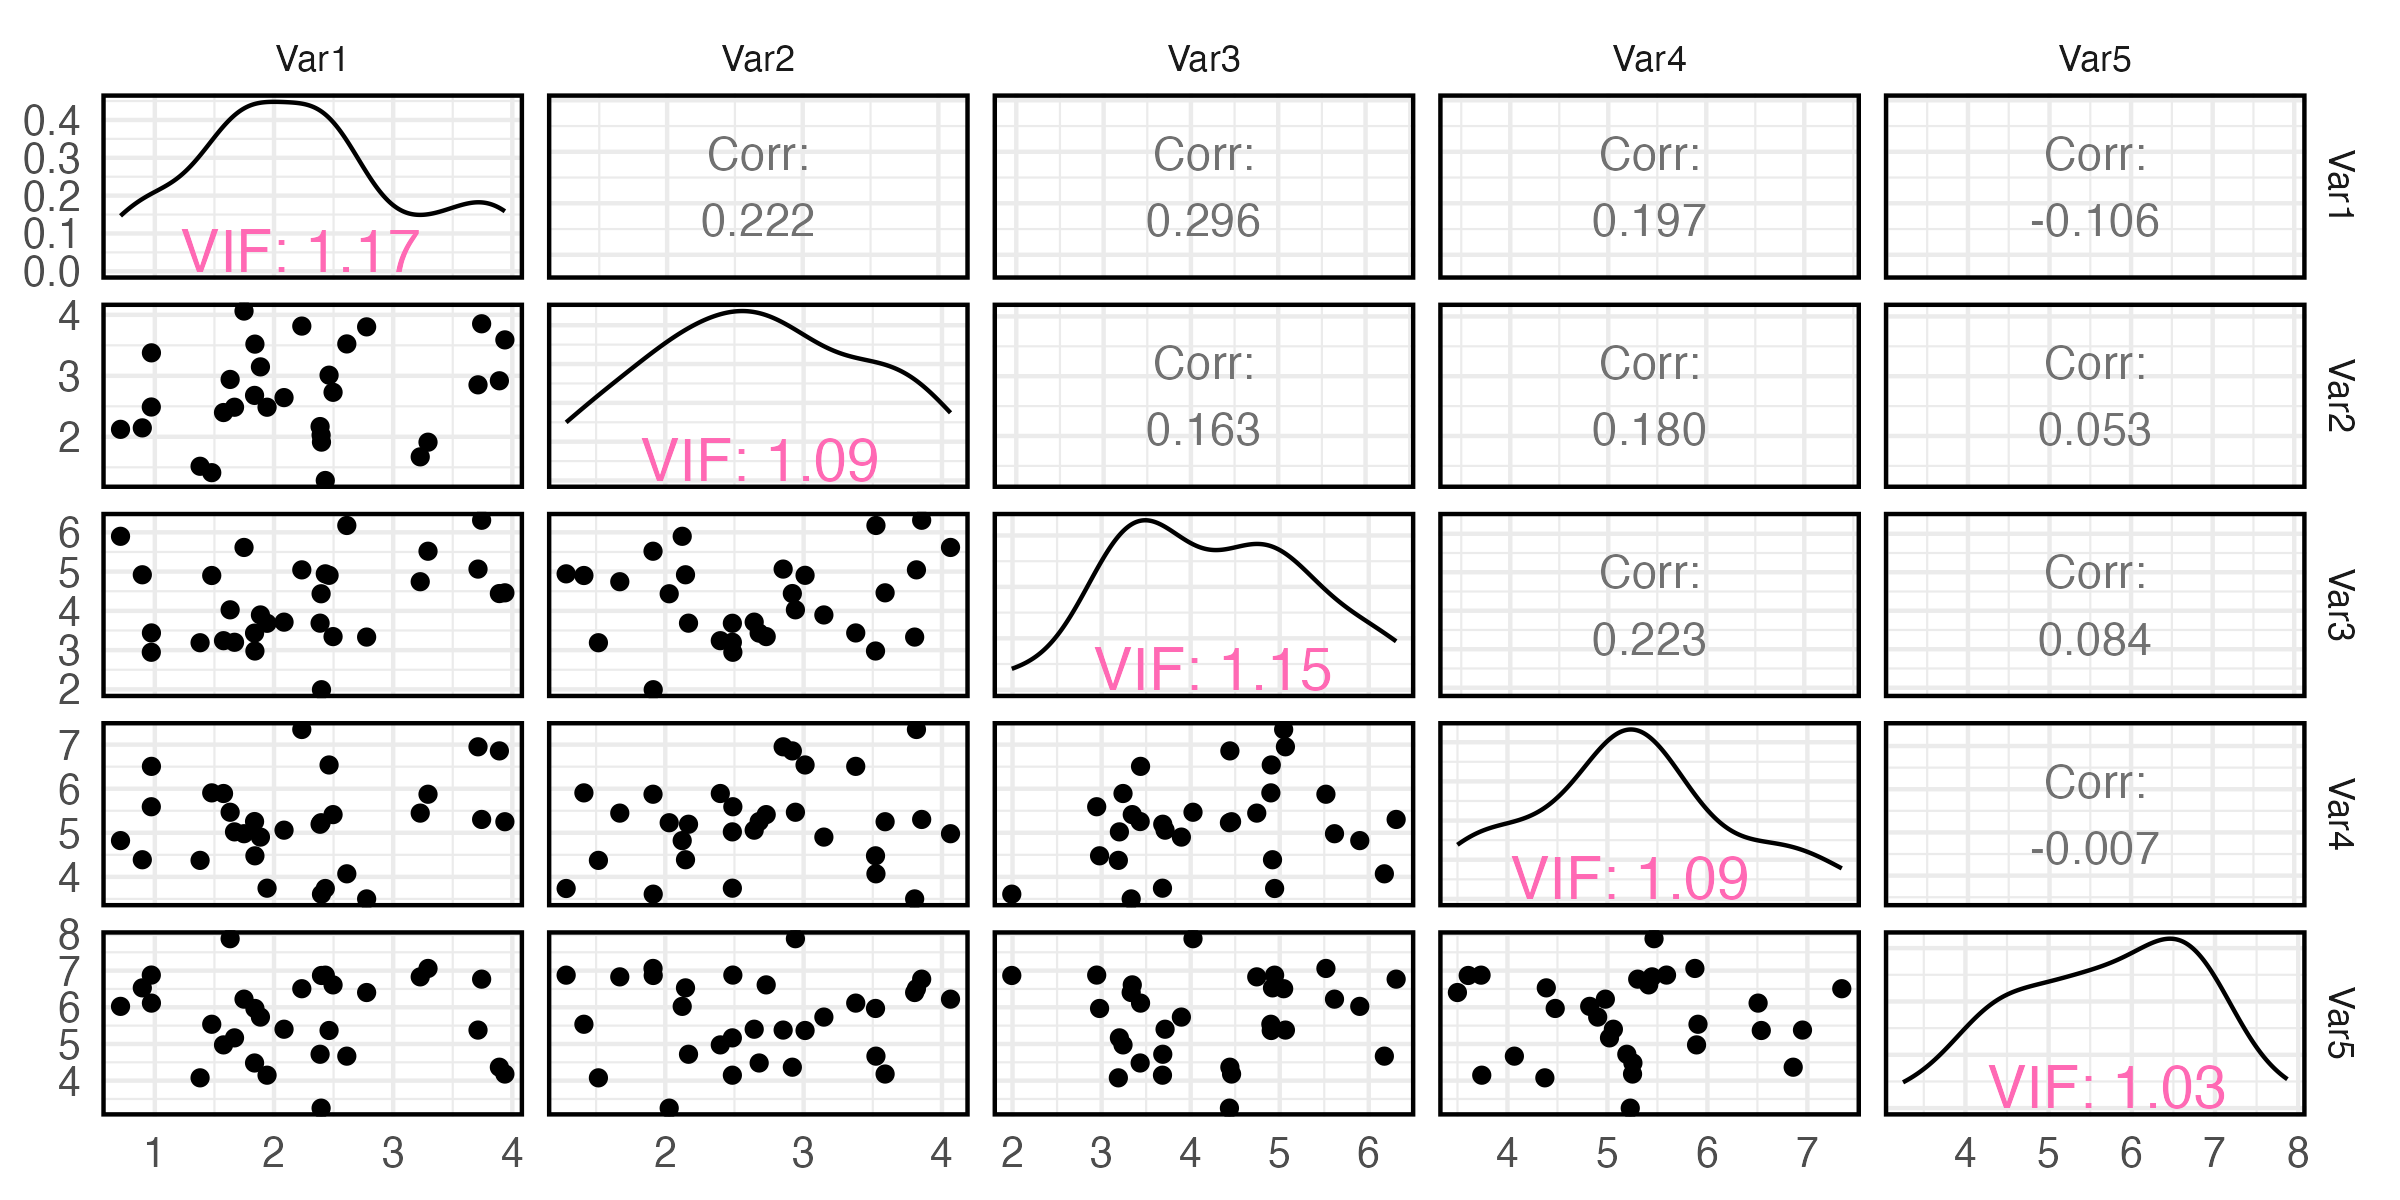 Var1 Var2 Var3 Var4 Var5
0.4
0.3
0.2
0.1
0.0
VIF: 1.17
Corr:
0.222
Corr:
0.296
Corr:
0.197
Corr:
-0.106
Var1
4
3
2
VIF: 1.09
Corr:
0.163
Corr:
0.180
Corr:
0.053
Var2
6
5
4
3
2
VIF: 1.15
Corr:
0.223
Corr:
0.084
Var3
7
6
5
4
VIF: 1.09
Corr:
-0.007
Var4
8
7
6
5
4
VIF: 1.03
Var5
1 2 3 4 2 3 4 2 3 4 5 6 4 5 6 7 4 5 6 7 8